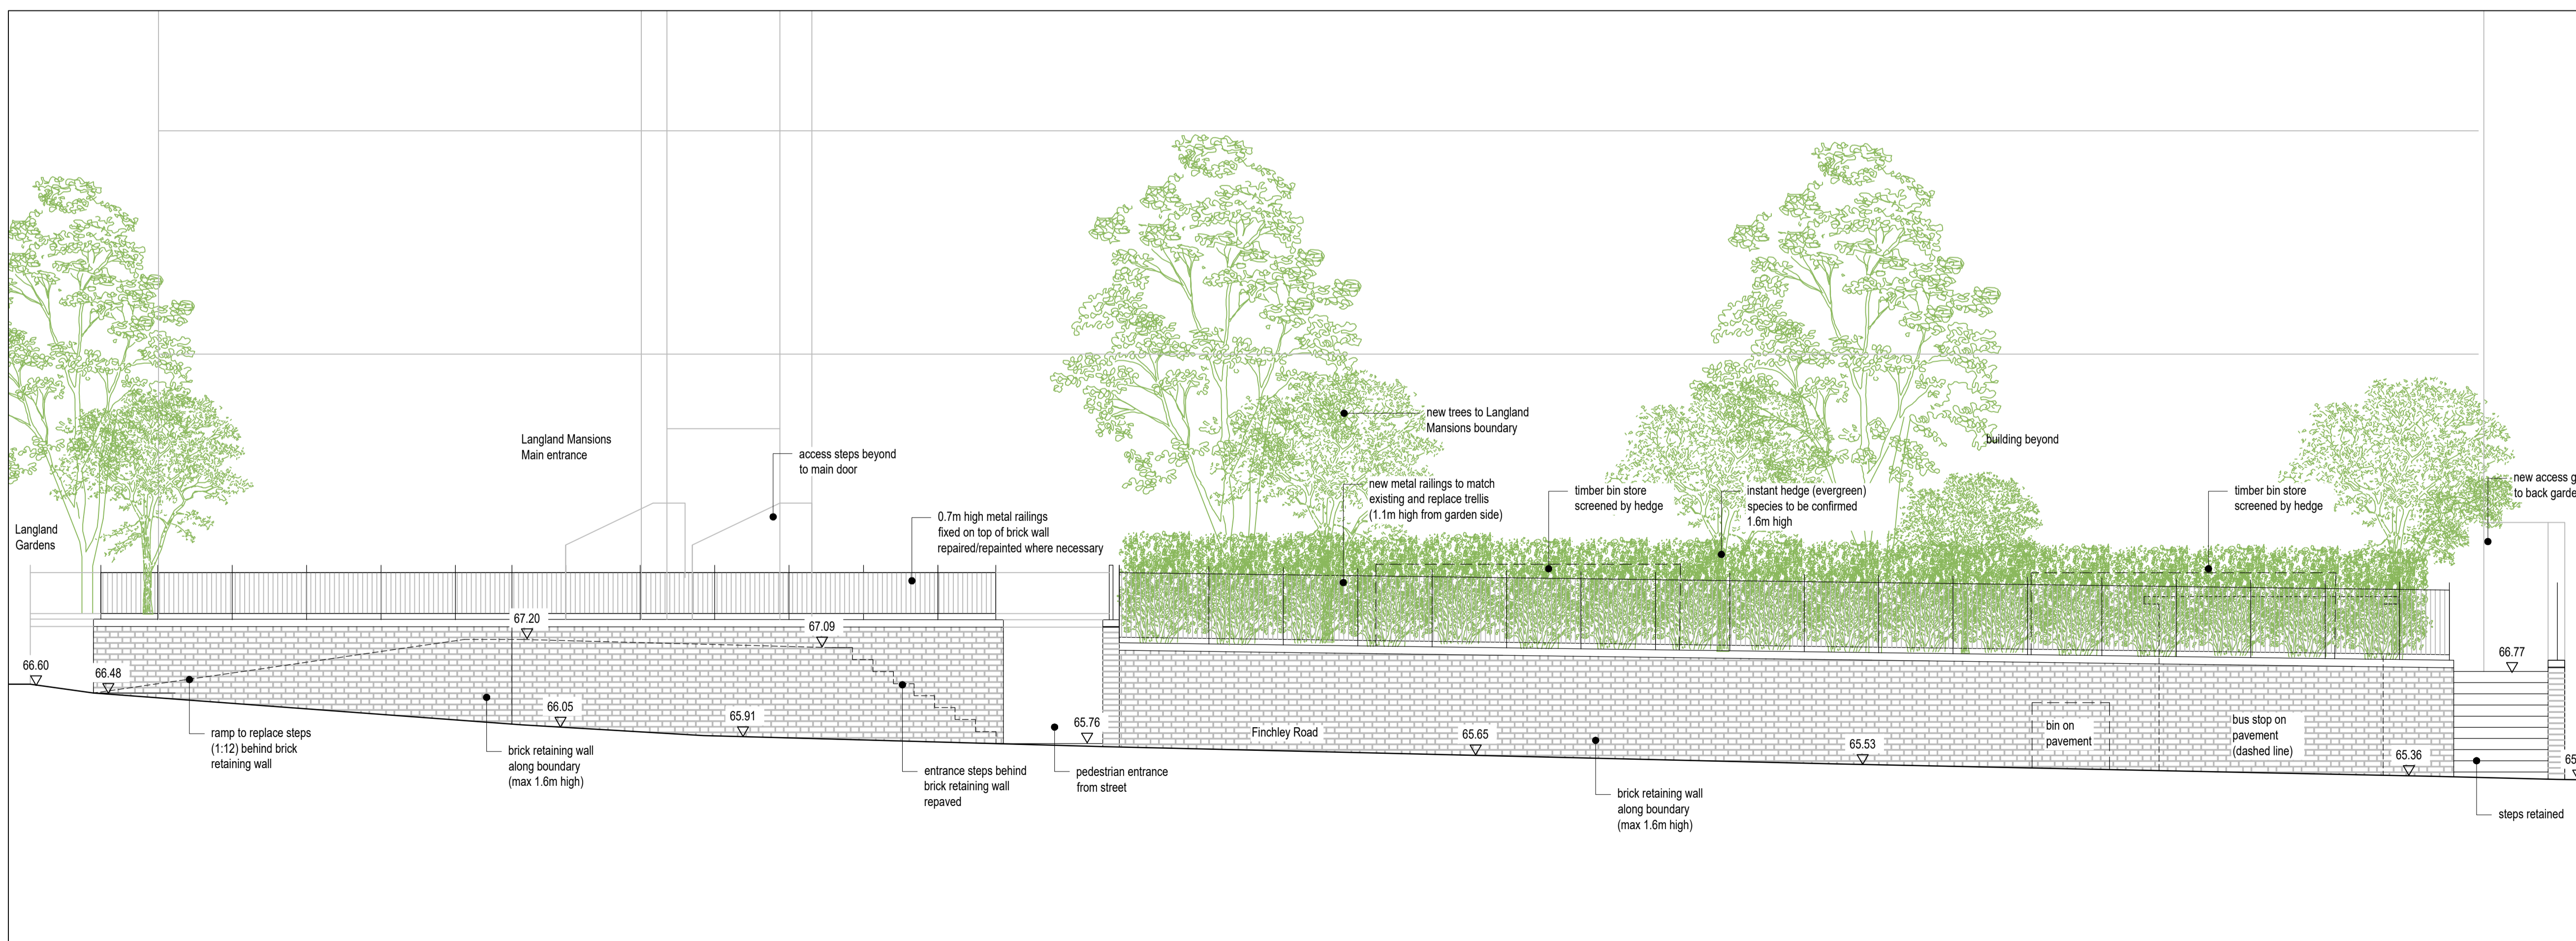 Langland
Gardens
66.60
66.48
ramp to replace steps
(1:12) behind brick
retaining wall
Langland Mansions
Main entrance
access steps beyond
to main door
0.7m high metal railings
fixed on top of brick wall
repaired/repainted where necessary
67.20
67.09
66.05
65.91
brick retaining wall
along boundary
(max 1.6m high)
entrance steps behind
brick retaining wall
repaved
65.76
pedestrian entrance
from street
new trees to Langland
Mansions boundary
new metal railings to match
existing and replace trellis
(1.1m high from garden side)
timber bin store
screened by hedge
instant hedge (evergreen)
species to be confirmed
1.6m high
building beyond
timber bin store
screened by hedge
new access g
to back garde
Finchley Road
65.65
65.53
brick retaining wall
along boundary
(max 1.6m high)
bin on
pavement
bus stop on
pavement
(dashed line)
65.36
66.77
65
steps retained